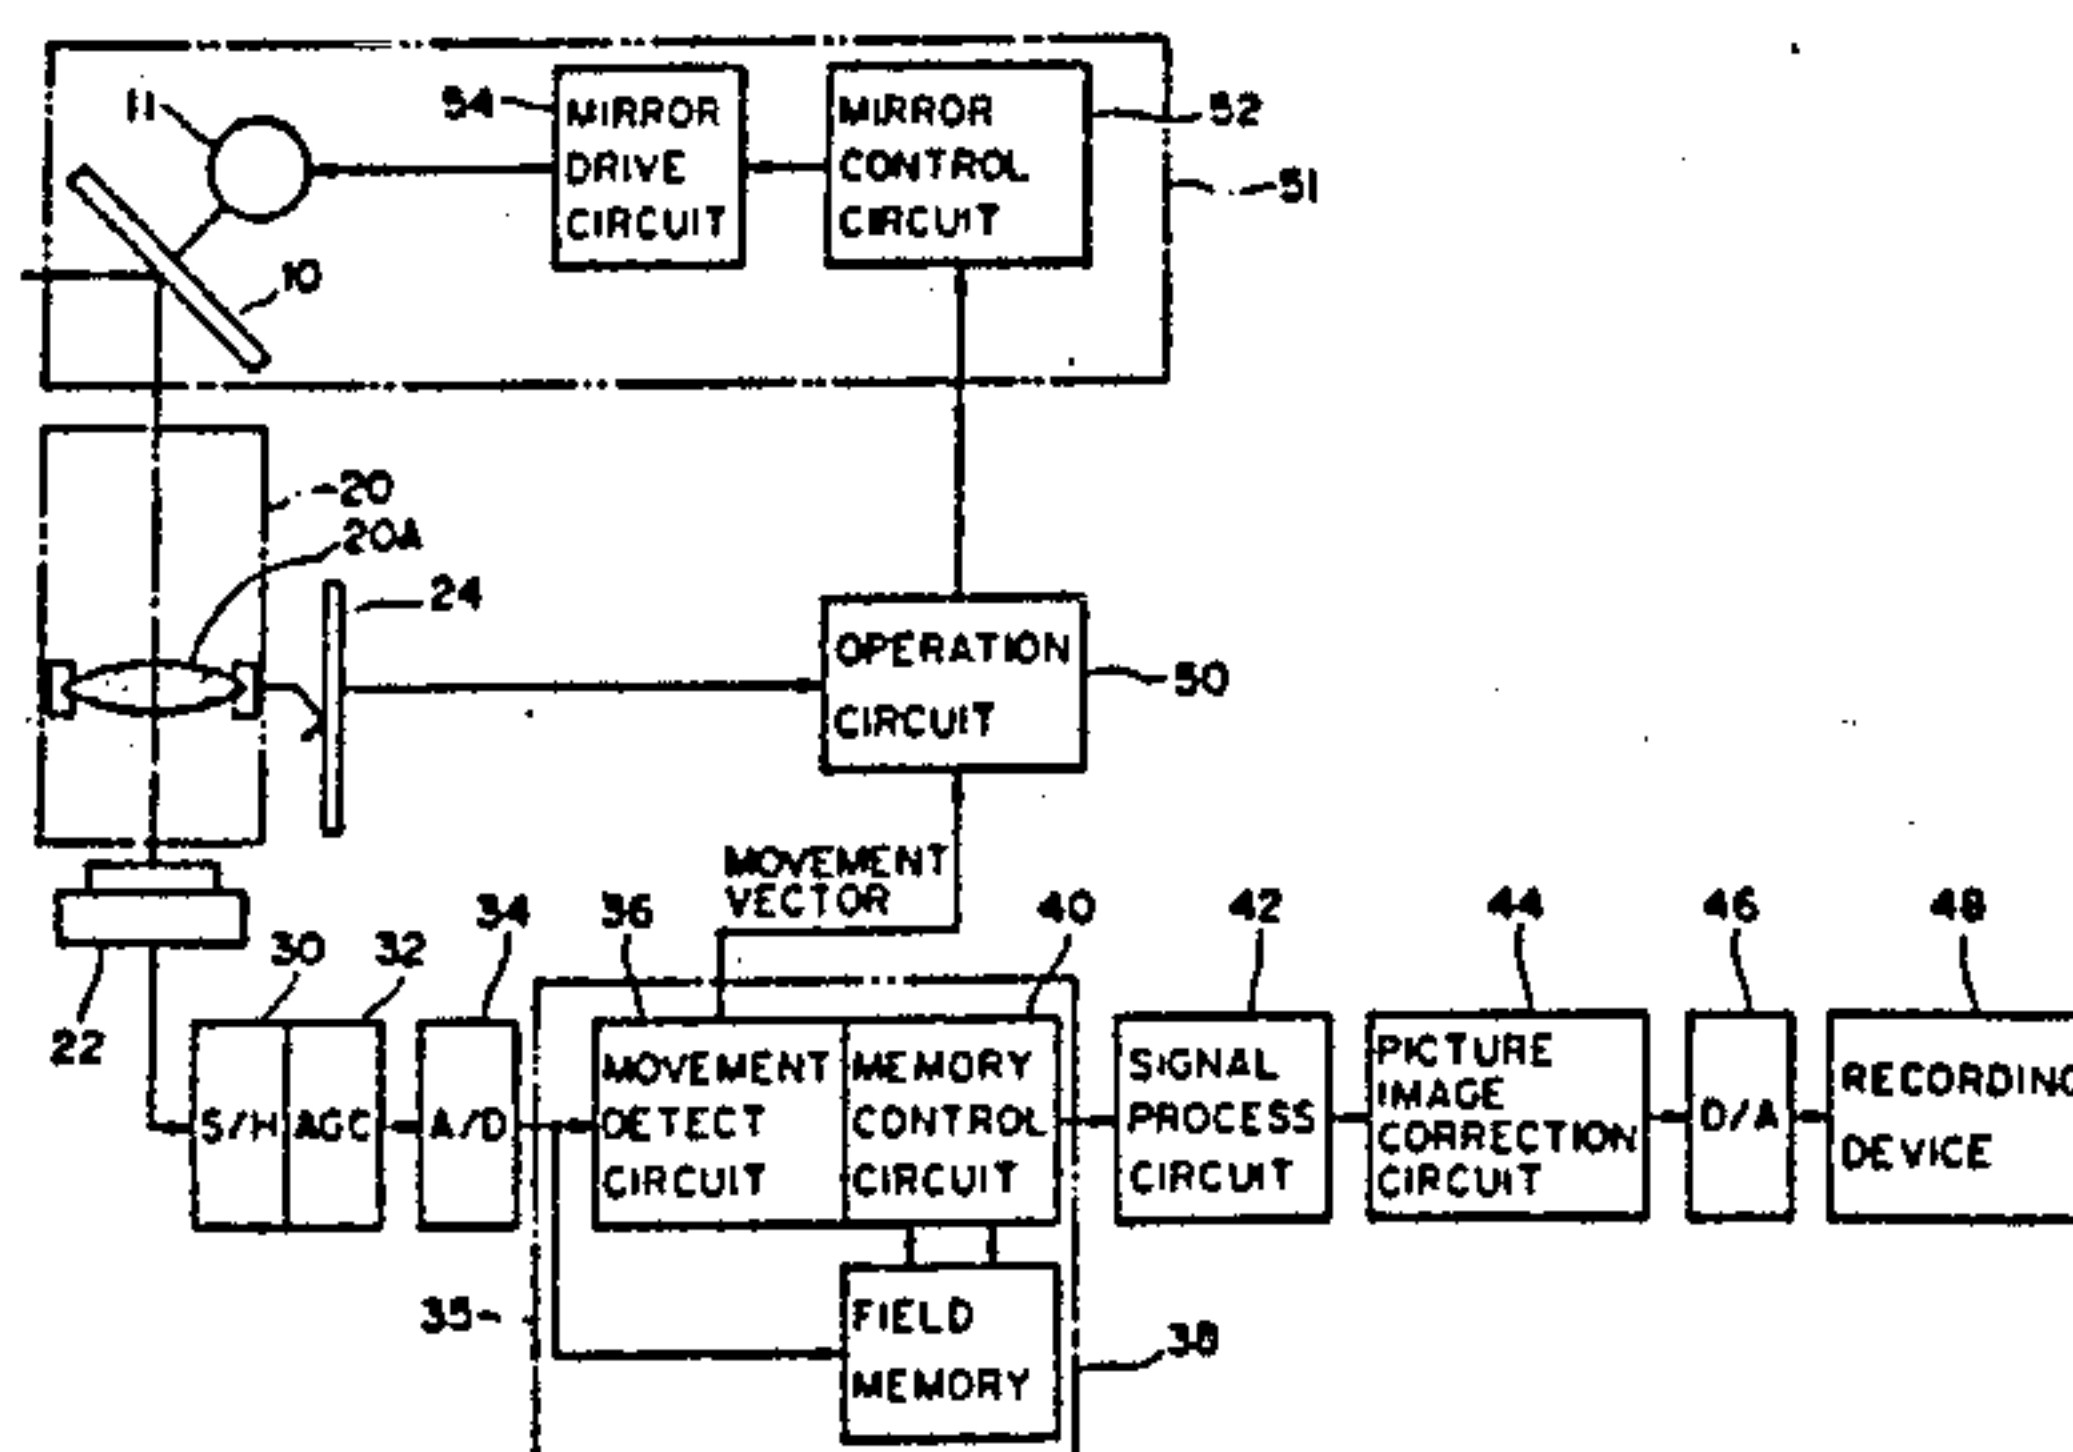 11
54
MIRROR
DRIVE
CIRCUIT
MIRROR
CONTROL
CIRCUIT
52
51
10
20
20A
24
OPERATION
CIRCUIT
50
MOVEMENT
VECTOR
22
30
32
34
36
40
42
44
46
48
S/H
AGC
A/D
MOVEMENT
DETECT
CIRCUIT
MEMORY
CONTROL
CIRCUIT
SIGNAL
PROCESS
CIRCUIT
PICTURE
IMAGE
CORRECTION
CIRCUIT
D/A
RECORDING
DEVICE
35
FIELD
MEMORY
38